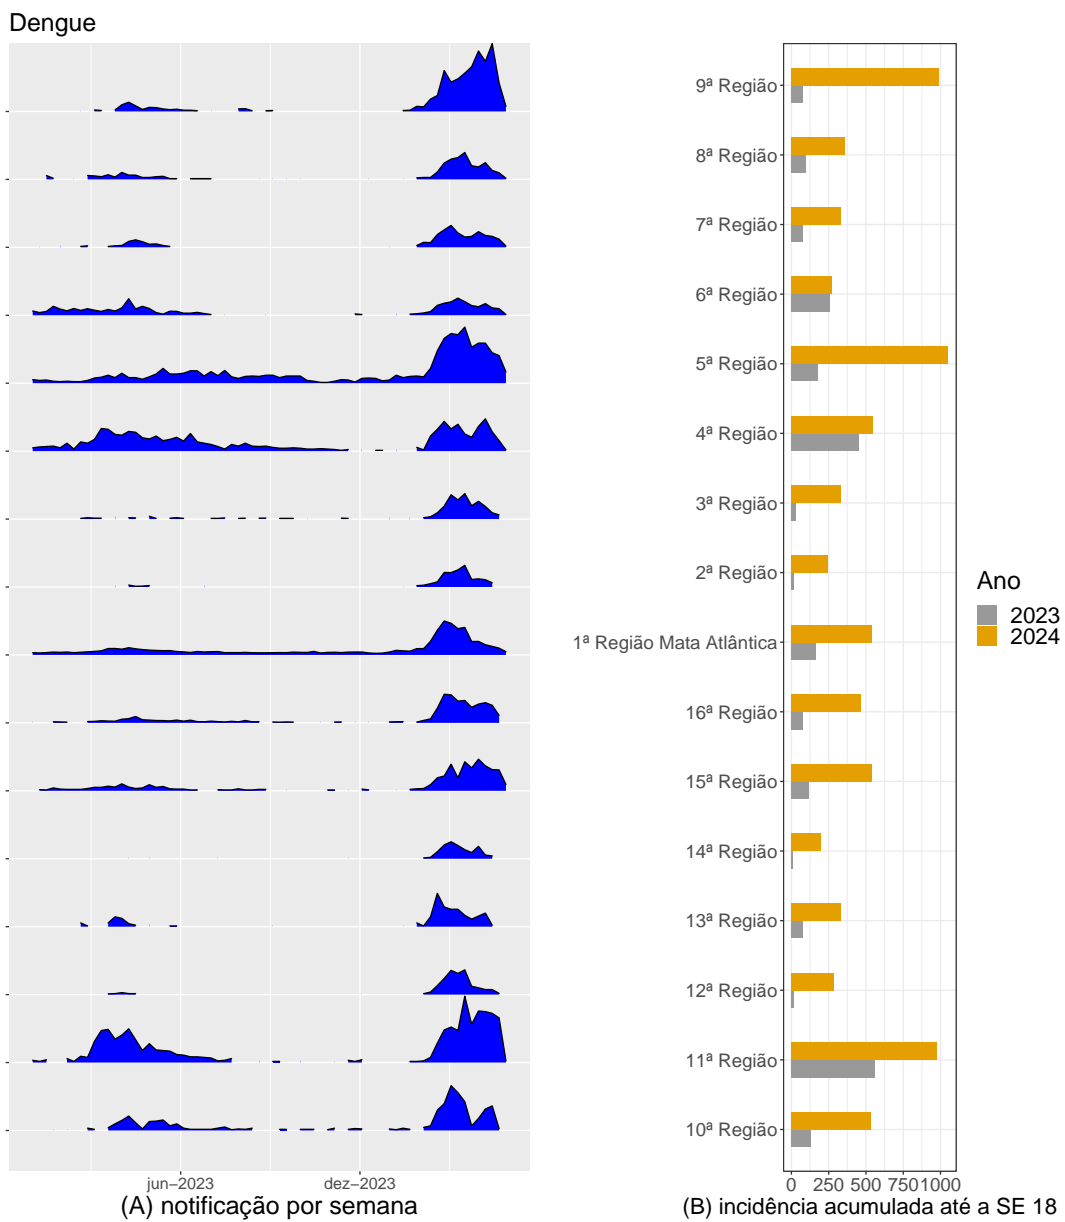 Dengue
9ª Região
8ª Região
7ª Região
6ª Região
5ª Região
4ª Região
3ª Região
2ª Região
1ª Região Mata Atlântica
16ª Região
15ª Região
14ª Região
13ª Região
12ª Região
11ª Região
10ª Região
Ano
2023
2024
jun–2023 dez–2023
0 250 500 750 1000
(A) notificação por semana
(B) incidência acumulada até a SE 18